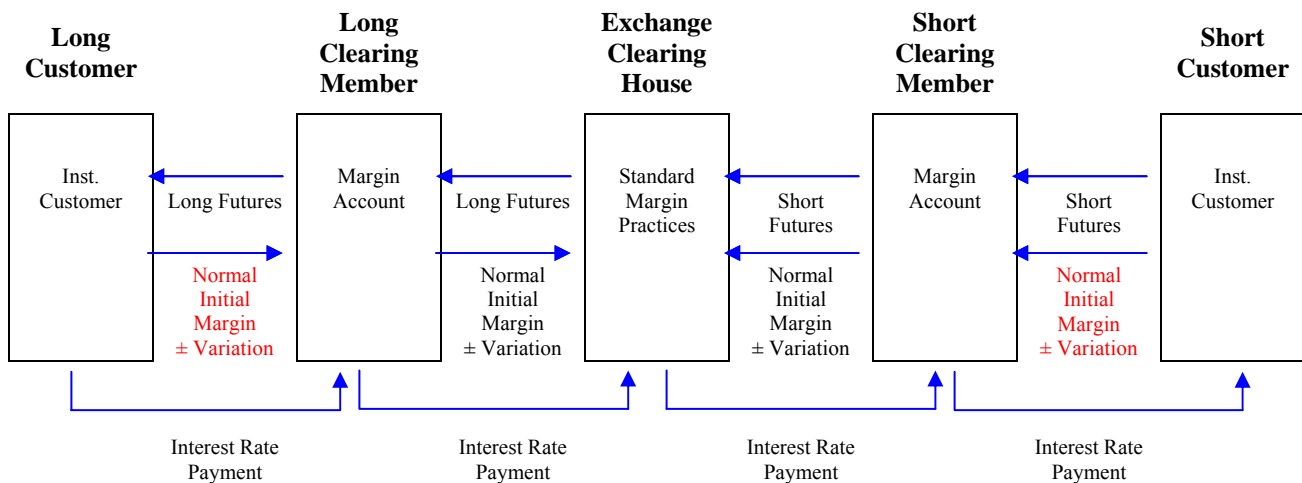 Long
Customer
Long
Clearing
Member
Exchange
Clearing
House
Short
Clearing
Member
Short
Customer
Inst.
Customer
Long Futures
Normal
Initial
Margin
± Variation
Margin
Account
Long Futures
Normal
Initial
Margin
± Variation
Standard
Margin
Practices
Short
Futures
Normal
Initial
Margin
± Variation
Margin
Account
Short
Futures
Normal
Initial
Margin
± Variation
Inst.
Customer
Interest Rate
Payment
Interest Rate
Payment
Interest Rate
Payment
Interest Rate
Payment